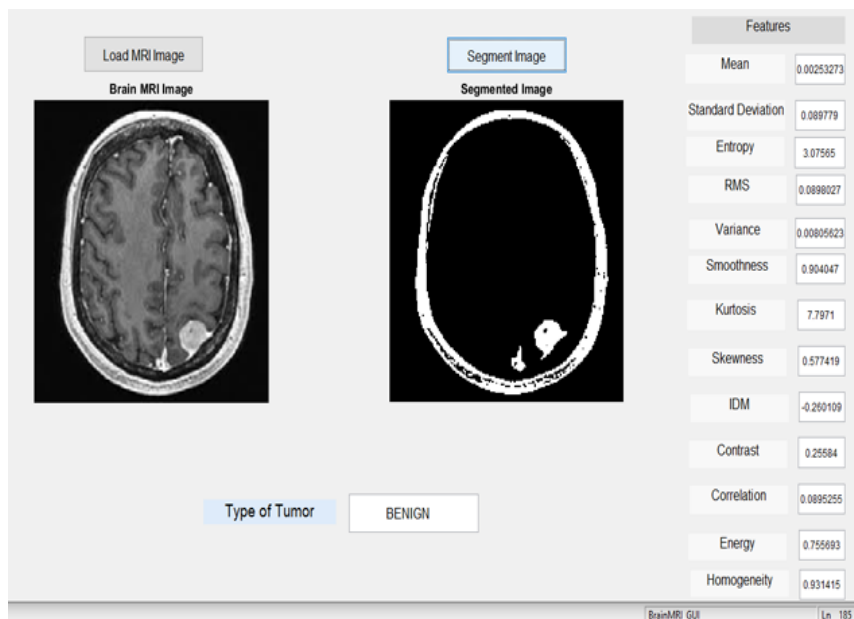 Load MRI Image
Segment Image
Brain MRI Image
Segmented Image
Type of Tumor
BENIGN
Features
Mean 0.00253273
Standard Deviation 0.089779
Entropy 3.07565
RMS 0.0898027
Variance 0.00805623
Smoothness 0.904047
Kurtosis 7.7971
Skewness 0.577419
IDM -0.260109
Contrast 0.25584
Correlation 0.0895255
Energy 0.755693
Homogeneity 0.931415
BrainMRI_GUI
Ln 185